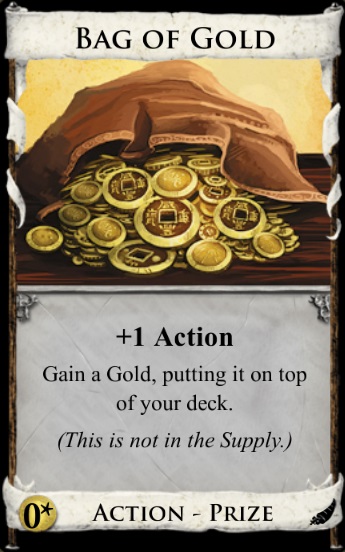 Bag of Gold
+1 Action
Gain a Gold, putting it on top
of your deck.
(This is not in the Supply.)
0*
Action - Prize